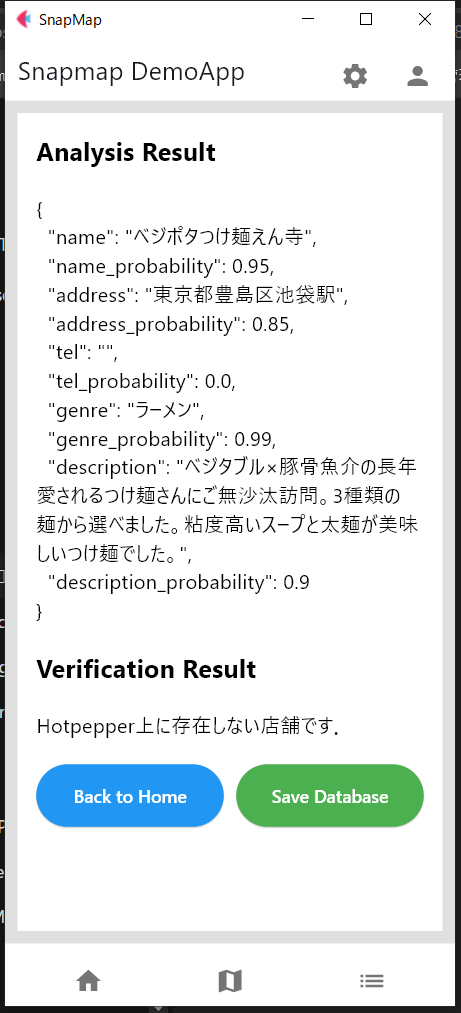 SnapMap
Snapmap DemoApp
Analysis Result
{
"name": "ベジポタつけ麺えん寺",
"name_probability": 0.95,
"address": "東京都豊島区池袋駅",
"address_probability": 0.85,
"tel": "",
"tel_probability": 0.0,
"genre": "ラーメン",
"genre_probability": 0.99,
"description": "ベジタブル×豚骨魚介の長年
愛されるつけ麺さんにご無沙汰訪問。3種類の
麺から選べました。粘度高いスープと太麺が美味
しいつけ麺でした。",
"description_probability": 0.9
}
Verification Result
Hotpepper上に存在しない店舗です.
Back to Home
Save Database